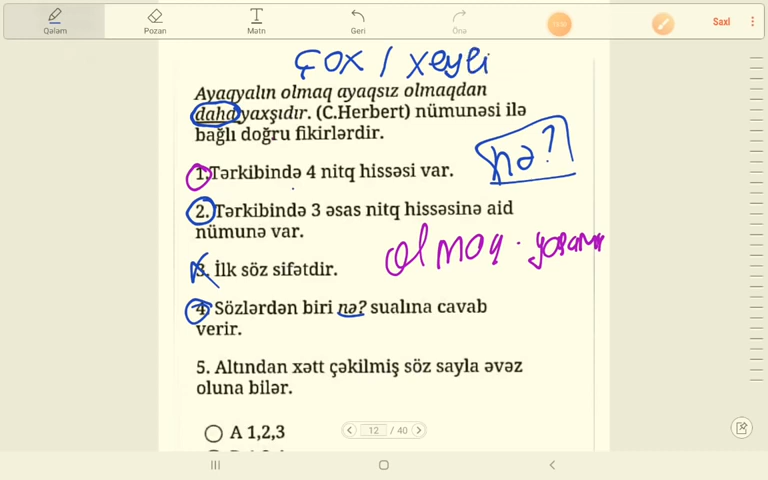 Qələm
Pozan
Mətn
Geri
Önə
Saxl
çox / xeyli
Ayaqyalın olmaq ayaqsız olmaqdan
daha yaxşıdır. (C.Herbert) nümunəsi ilə
bağlı doğru fikirlərdir.
nə?
1.Tərkibində 4 nitq hissəsi var.
2. Tərkibində 3 əsas nitq hissəsinə aid
nümunə var.
olmaq
3. İlk söz sifətdir.
4. Sözlərdən biri nə? sualına cavab
verir.
5. Altından xətt çəkilmiş söz sayla əvəz
oluna bilər.
A 1,2,3
12 / 40